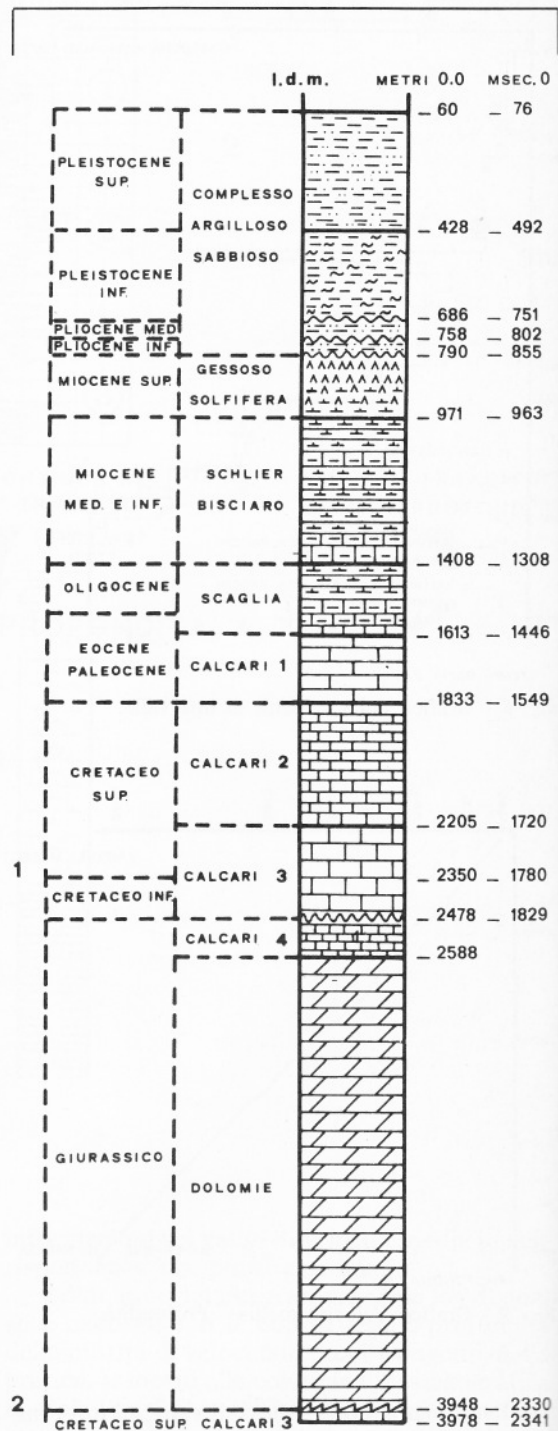 l.d.m. METRI 0.0 MSEC. 0
60 76
PLEISTOCENE
SUP.
COMPLESSO
ARGILLOSO 428 492
SABBIOSO
PLEISTOCENE
INF.
686 751
PLIOCENE MED
758 802
PLIOCENE INF
790 855
GESSOSO
MIOCENE SUP.
SOLFIFERA
971 963
MIOCENE SCHLIER
MED. E INF. BISCIARO
1408 1308
OLIGOCENE
SCAGLIA
1613 1446
EOCENE
PALEOCENE CALCARI 1
1833 1549
CALCARI 2
CRETACEO
SUP.
2205 1720
1 CALCARI 3 2350 1780
CRETACEO INF.
2478 1829
CALCARI 4
2588
GIURASSICO
DOLOMIE
2 3948 2330
CRETACEO SUP. CALCARI 3 3978 2341